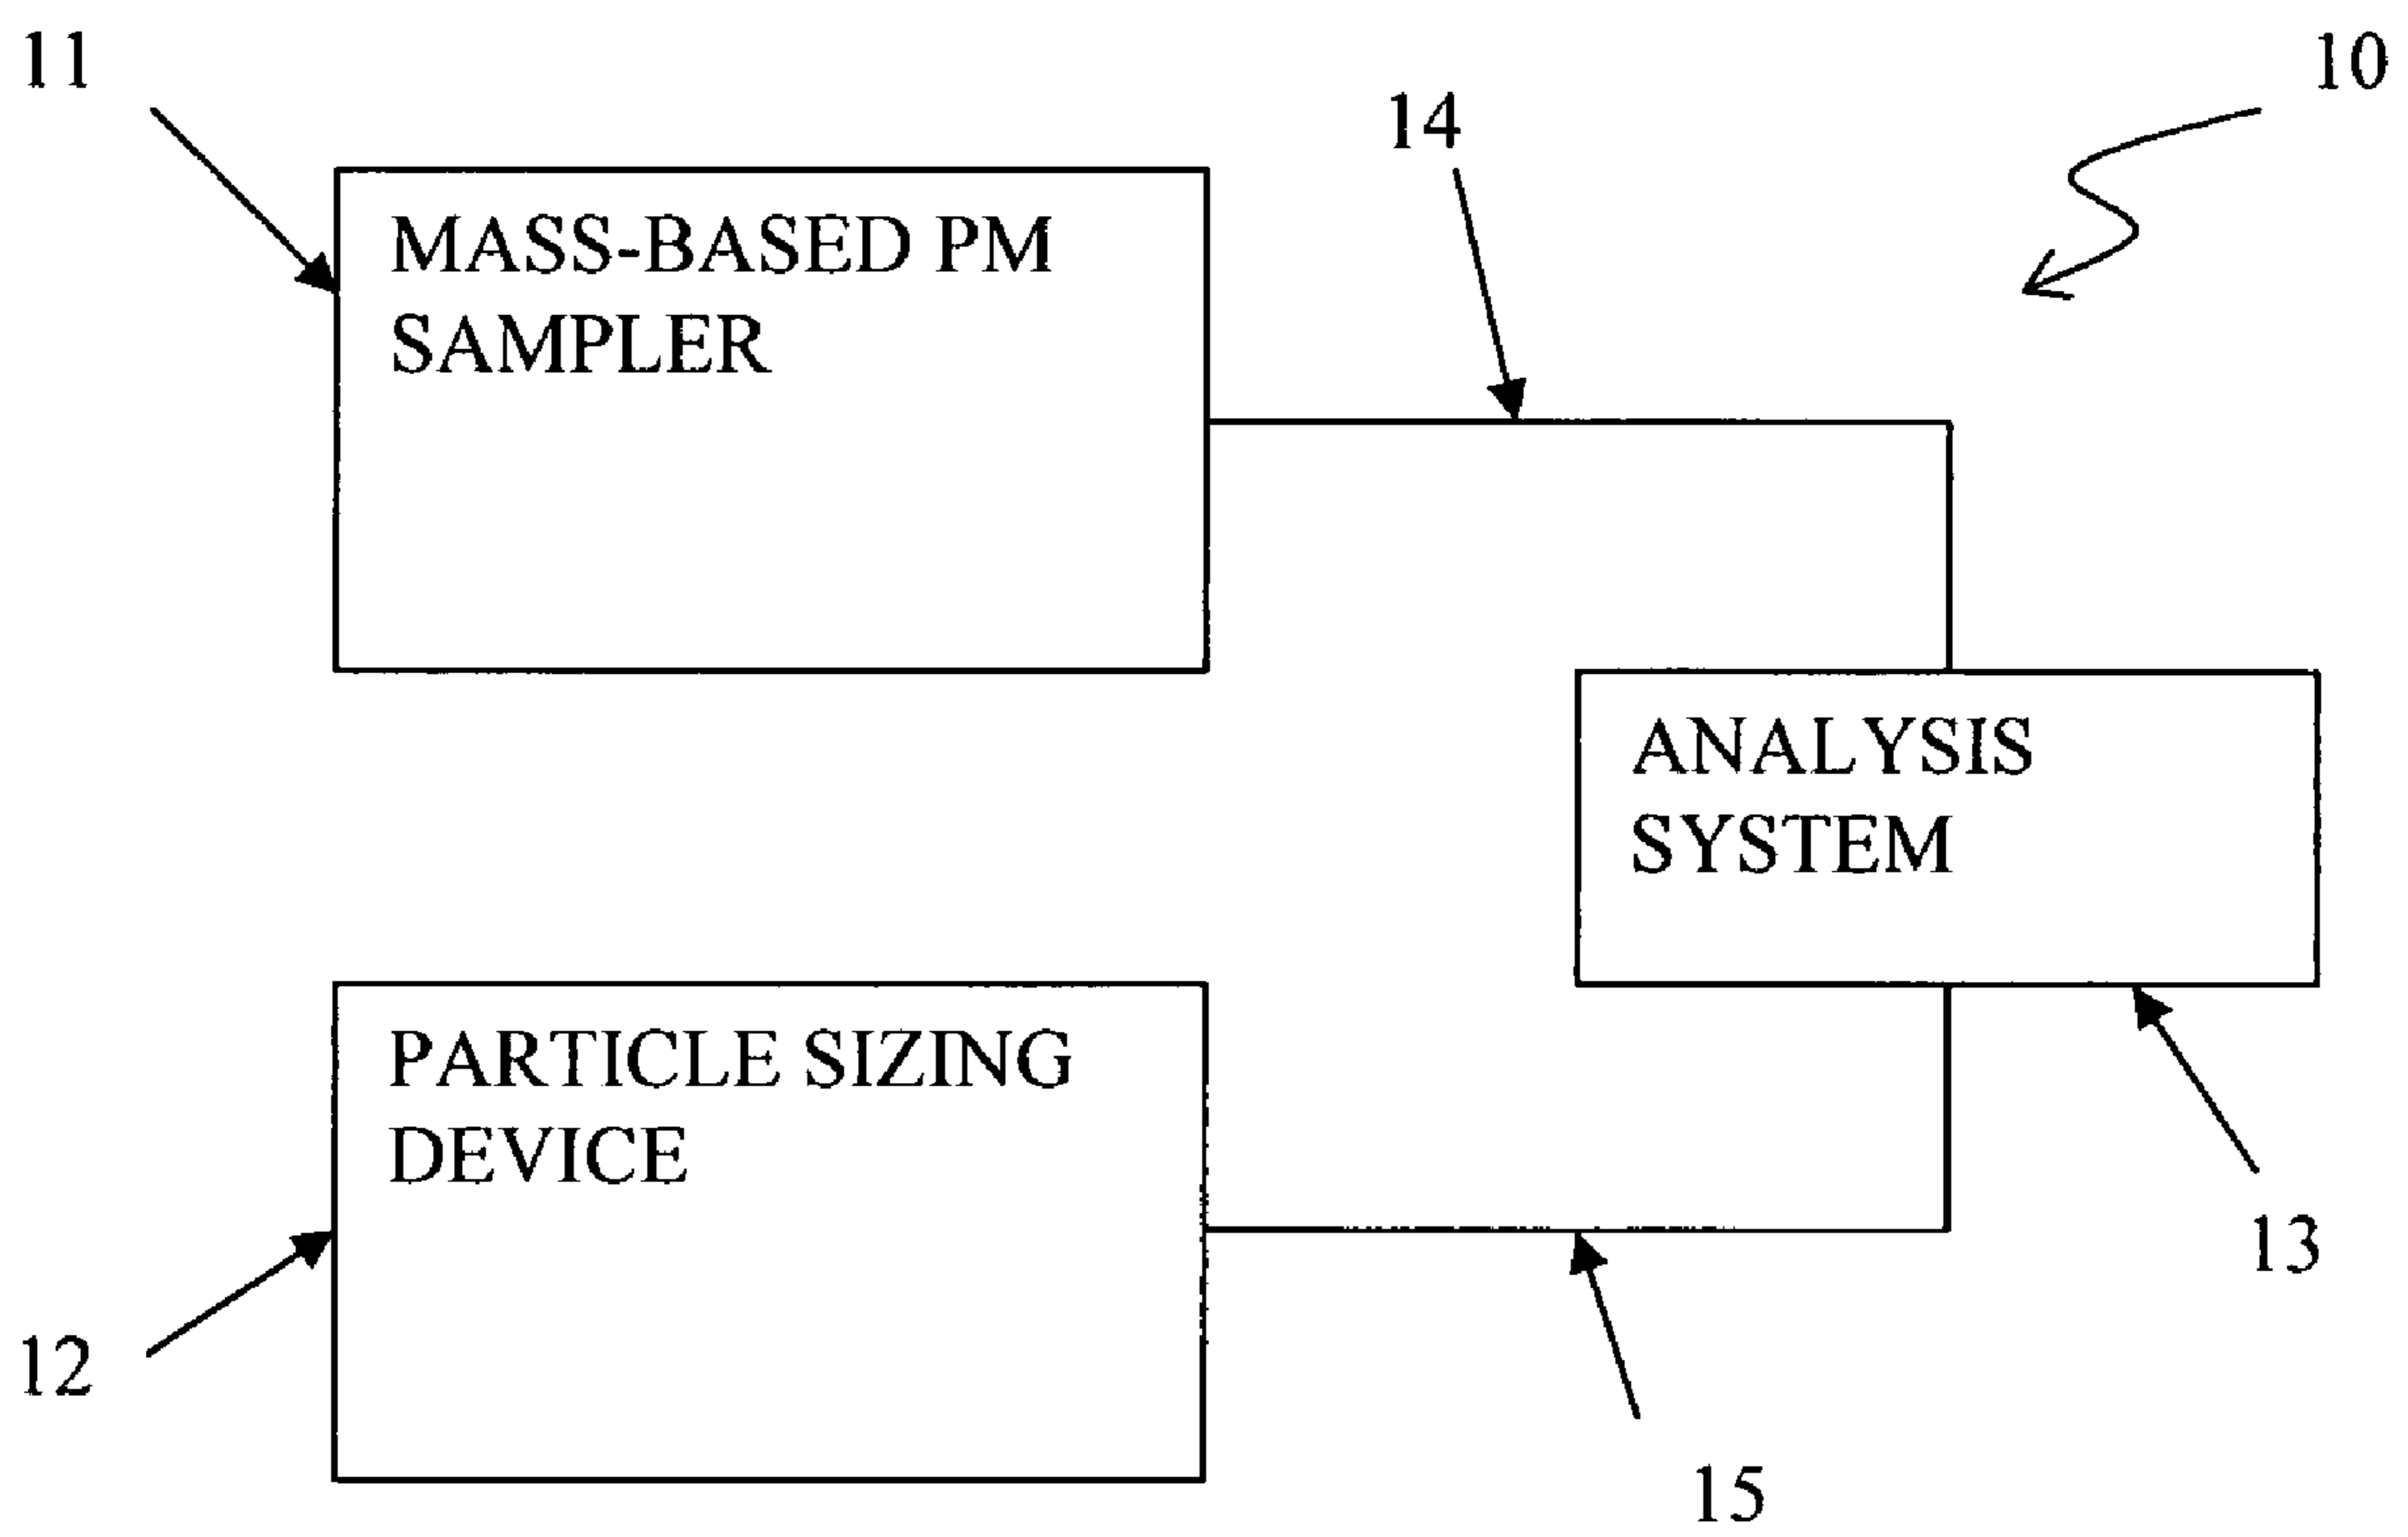 11
10
14
MASS-BASED PM
SAMPLER
ANALYSIS
SYSTEM
PARTICLE SIZING
DEVICE
13
12
15